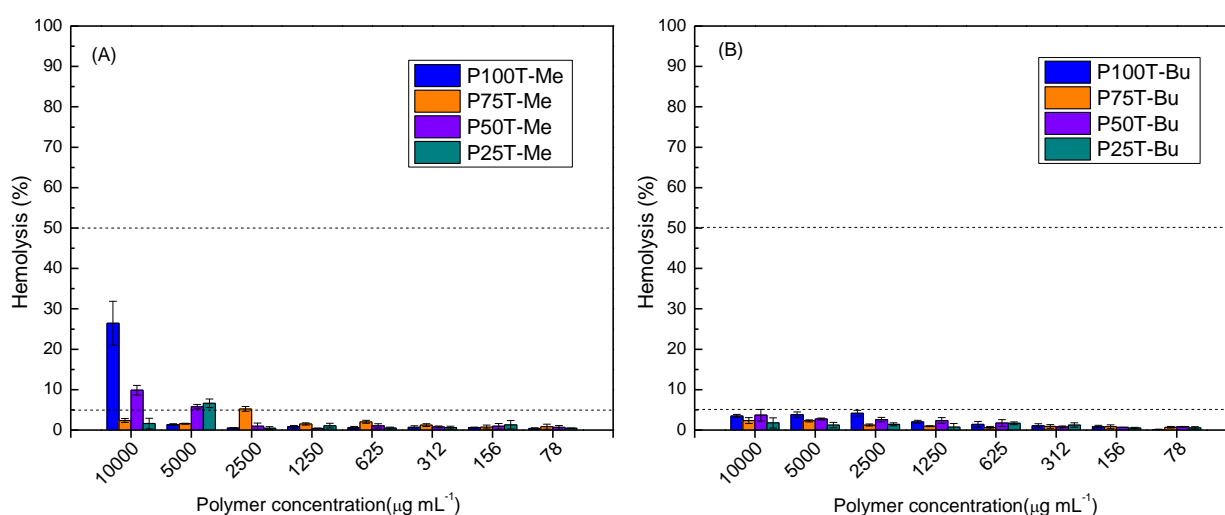 (A)
P100T-Me
P75T-Me
P50T-Me
P25T-Me
Hemolysis (%)
100
90
80
70
60
50
40
30
20
10
0
10000
5000
2500
1250
625
312
156
78
Polymer concentration(μg mL⁻¹)
(B)
P100T-Bu
P75T-Bu
P50T-Bu
P25T-Bu
Hemolysis (%)
100
90
80
70
60
50
40
30
20
10
0
10000
5000
2500
1250
625
312
156
78
Polymer concentration(μg mL⁻¹)